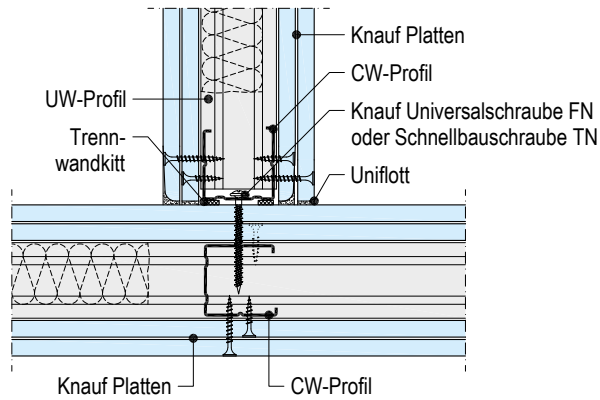 Knauf Platten
CW-Profil
UW-Profil
Knauf Universalschraube FN
oder Schnellbauschraube TN
Trenn-
wandkitt
Uniflott
Knauf Platten
CW-Profil